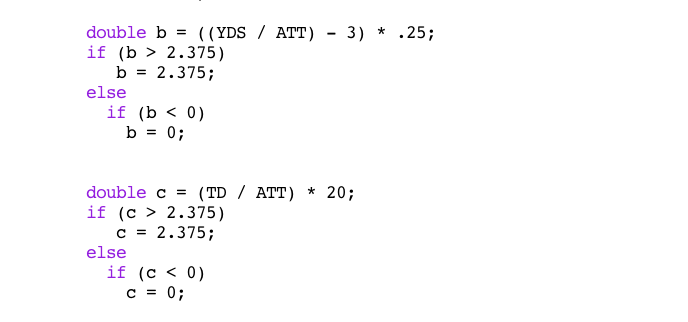 double b = ((YDS / ATT) - 3) * .25;
if (b > 2.375)
b = 2.375;
else
if (b < 0)
b = 0;
double c = (TD / ATT) * 20;
if (c > 2.375)
c = 2.375;
else
if (c < 0)
c = 0;